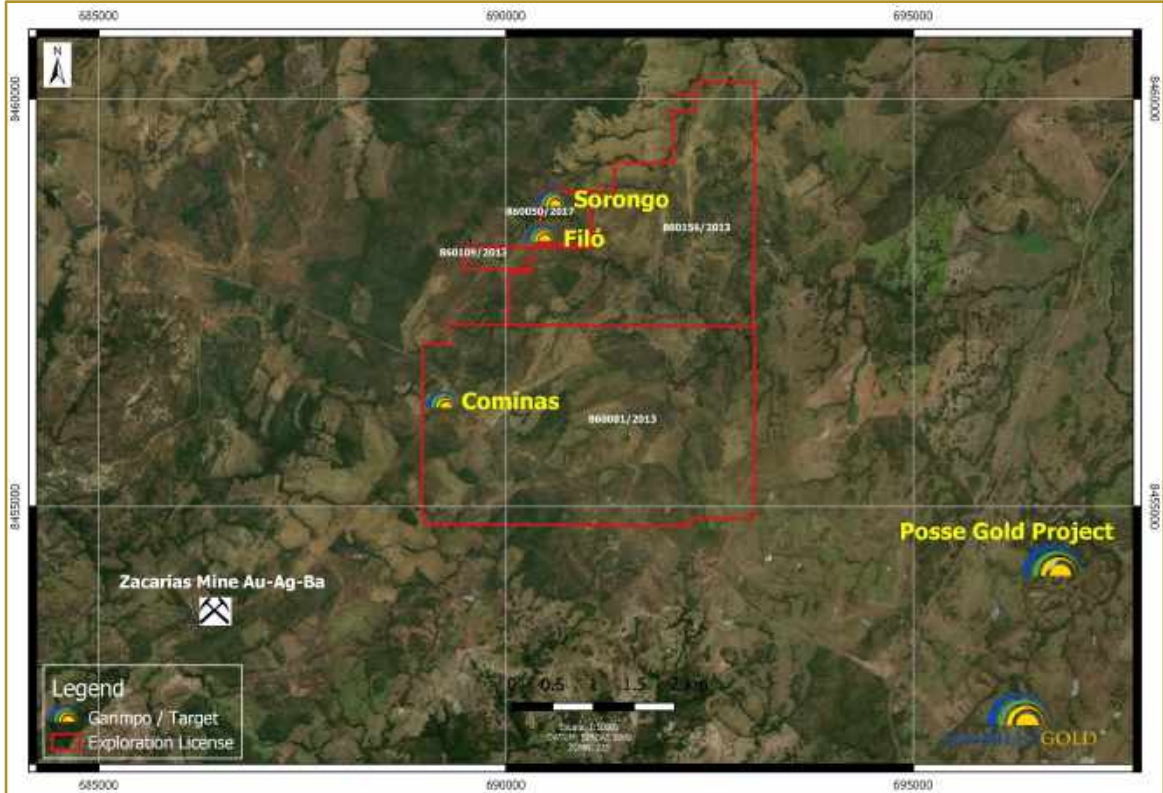 685000
690000
695000
N
8460000
8460000
Sorongo
860050/2017
860156/2013
Filó
860109/2013
Cominas
860081/2013
8455000
8455000
Posse Gold Project
Zacarias Mine Au-Ag-Ba
Legend
Garimpo / Target
Exploration License
0 0.5 1 1.5 2 km
GOLD
685000
690000
695000